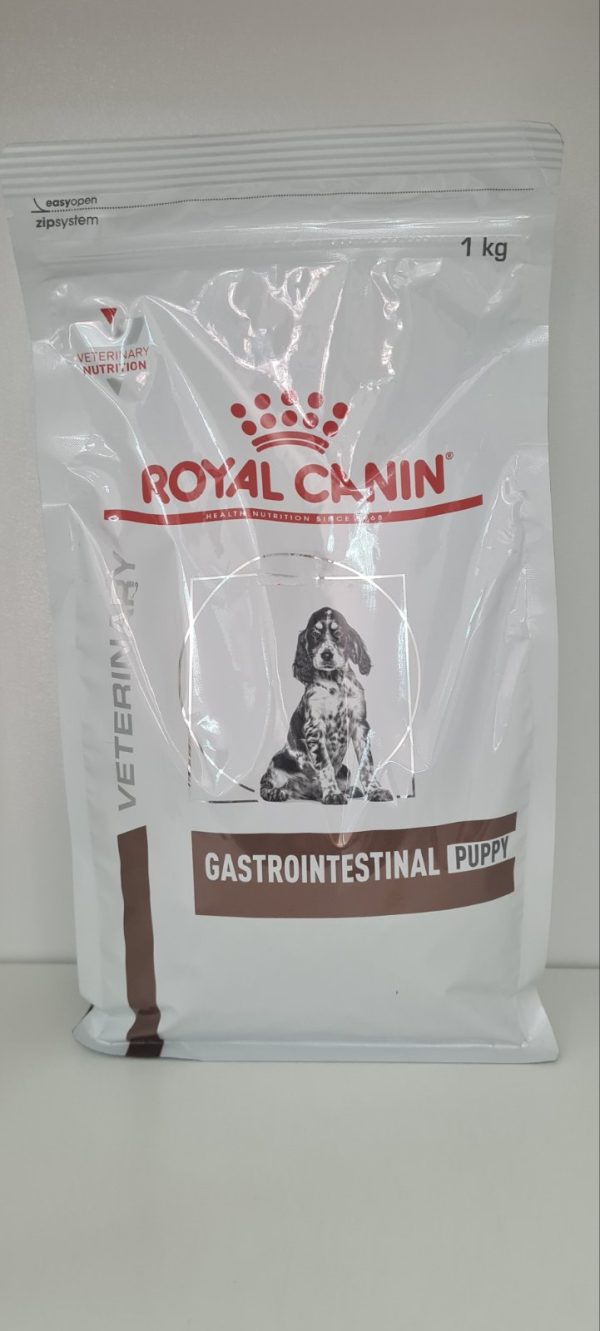 easyopen
zipsystem
1 kg
VETERINARY
NUTRITION
ROYAL CANIN®
HEALTH NUTRITION SINCE 1968
VETERINARY
GASTROINTESTINAL PUPPY